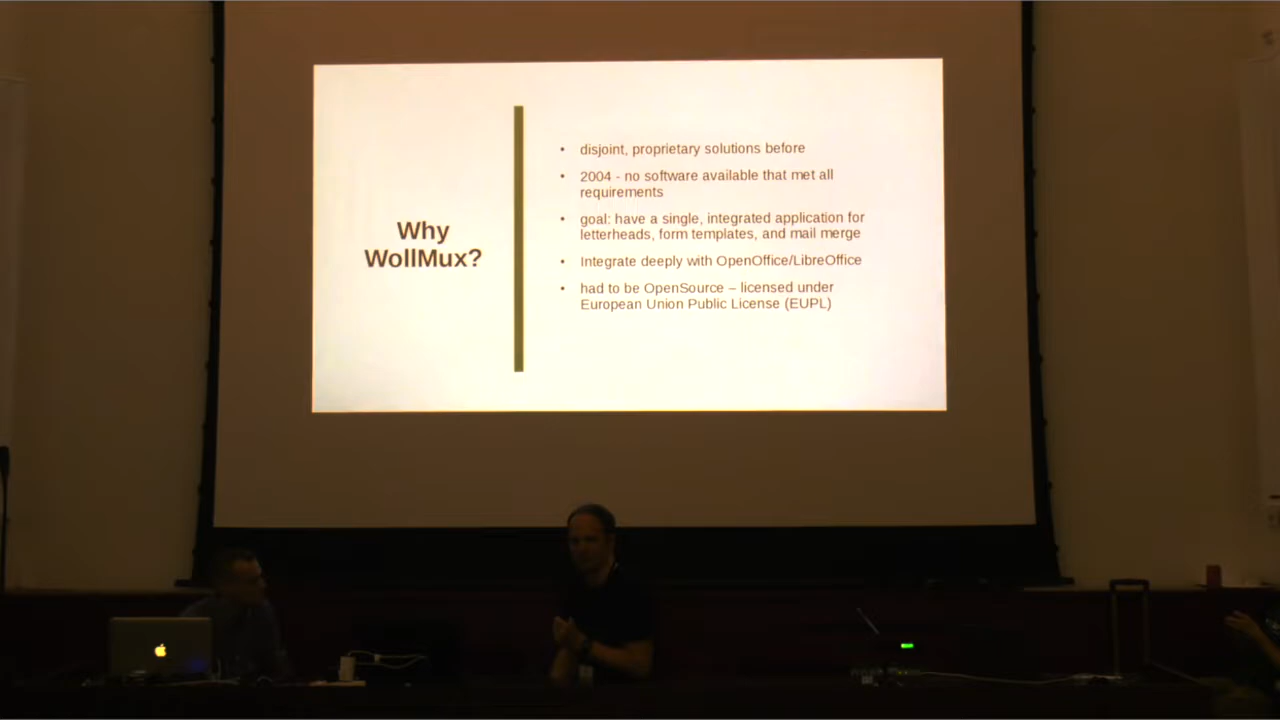 Why
WollMux?
• disjoint, proprietary solutions before
• 2004 - no software available that met all
requirements
• goal: have a single, integrated application for
letterheads, form templates, and mail merge
• Integrate deeply with OpenOffice/LibreOffice
• had to be OpenSource – licensed under
European Union Public License (EUPL)